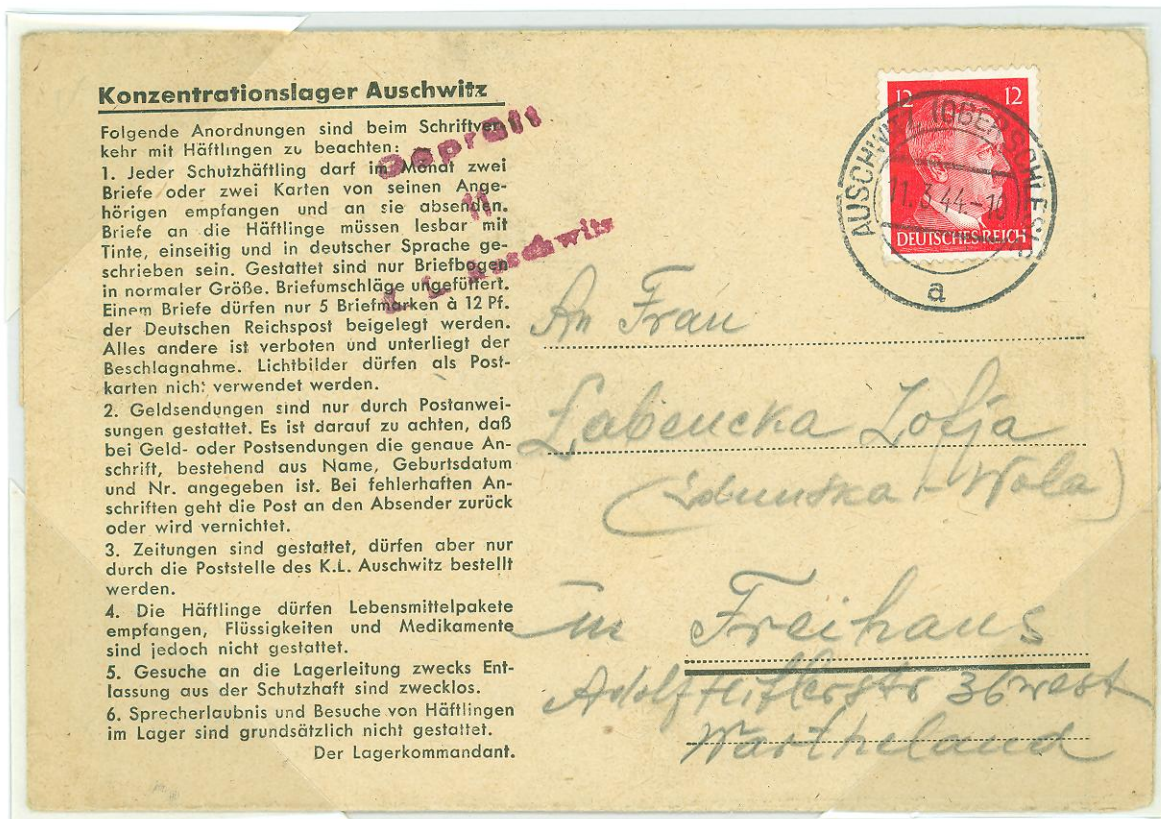 Konzentrationslager Auschwitz
Folgende Anordnungen sind beim Schriftver-
kehr mit Häftlingen zu beachten:
1. Jeder Schutzhäftling darf im Monat zwei
Briefe oder zwei Karten von seinen Ange-
hörigen empfangen und an sie absenden.
Briefe an die Häftlinge müssen lesbar mit
Tinte, einseitig und in deutscher Sprache ge-
schrieben sein. Gestattet sind nur Briefbogen
in normaler Größe. Briefumschläge ungefüttert.
Einem Briefe dürfen nur 5 Briefmarken à 12 Pf.
der Deutschen Reichspost beigelegt werden.
Alles andere ist verboten und unterliegt der
Beschlagnahme. Lichtbilder dürfen als Post-
karten nicht verwendet werden.
2. Geldsendungen sind nur durch Postanwei-
sungen gestattet. Es ist darauf zu achten, daß
bei Geld- oder Postsendungen die genaue An-
schrift, bestehend aus Name, Geburtsdatum
und Nr. angegeben ist. Bei fehlerhaften An-
schriften geht die Post an den Absender zurück
oder wird vernichtet.
3. Zeitungen sind gestattet, dürfen aber nur
durch die Poststelle des K.L. Auschwitz bestellt
werden.
4. Die Häftlinge dürfen Lebensmittelpakete
empfangen, Flüssigkeiten und Medikamente
sind jedoch nicht gestattet.
5. Gesuche an die Lagerleitung zwecks Ent-
lassung aus der Schutzhaft sind zwecklos.
6. Sprecherlaubnis und Besuche von Häftlingen
im Lager sind grundsätzlich nicht gestattet.
Der Lagerkommandant.
Geprüft
11
K. L. Auschwitz
12 12
DEUTSCHES REICH
AUSCHWITZ (OBERSCHLES)
11.3.44-10
a
An Frau
Labencka Zofja
(Zdunska-Wola)
in Freihaus
Adolf Hitlerstr 36 west
Wartheland